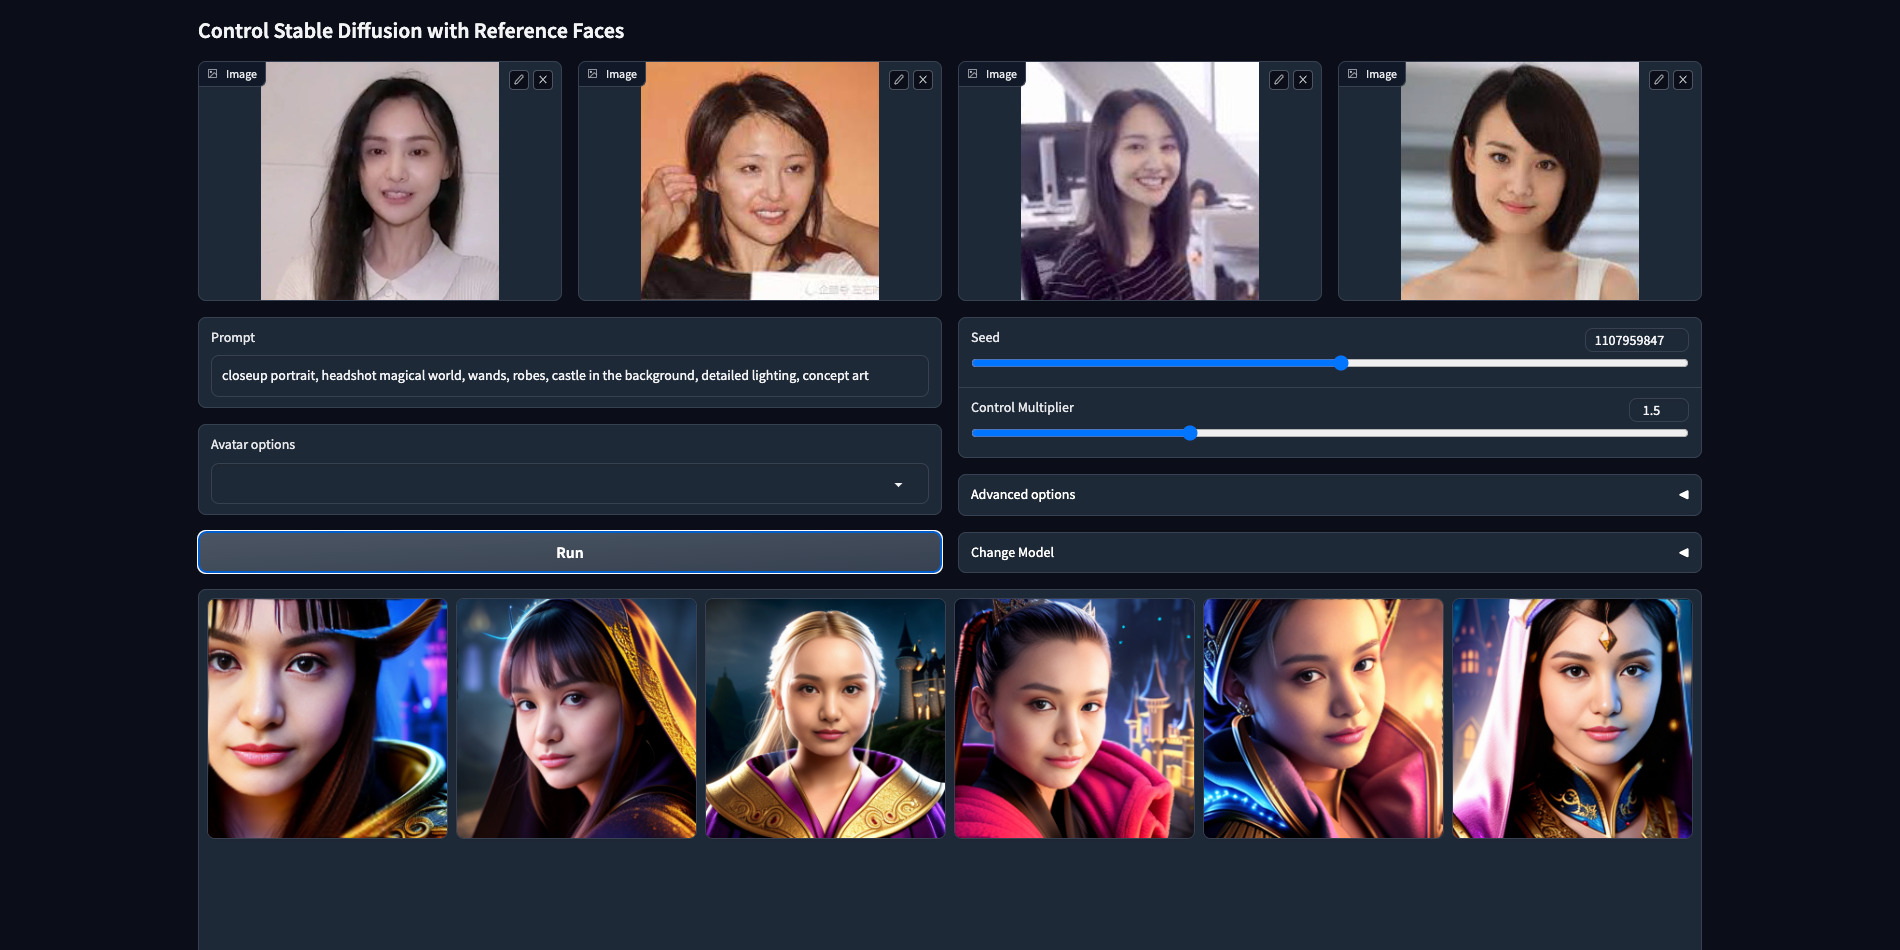 Control Stable Diffusion with Reference Faces
Image
Image
Image
Image
Prompt
closeup portrait, headshot magical world, wands, robes, castle in the background, detailed lighting, concept art
Avatar options
Run
Seed
1107959847
Control Multiplier
1.5
Advanced options
Change Model